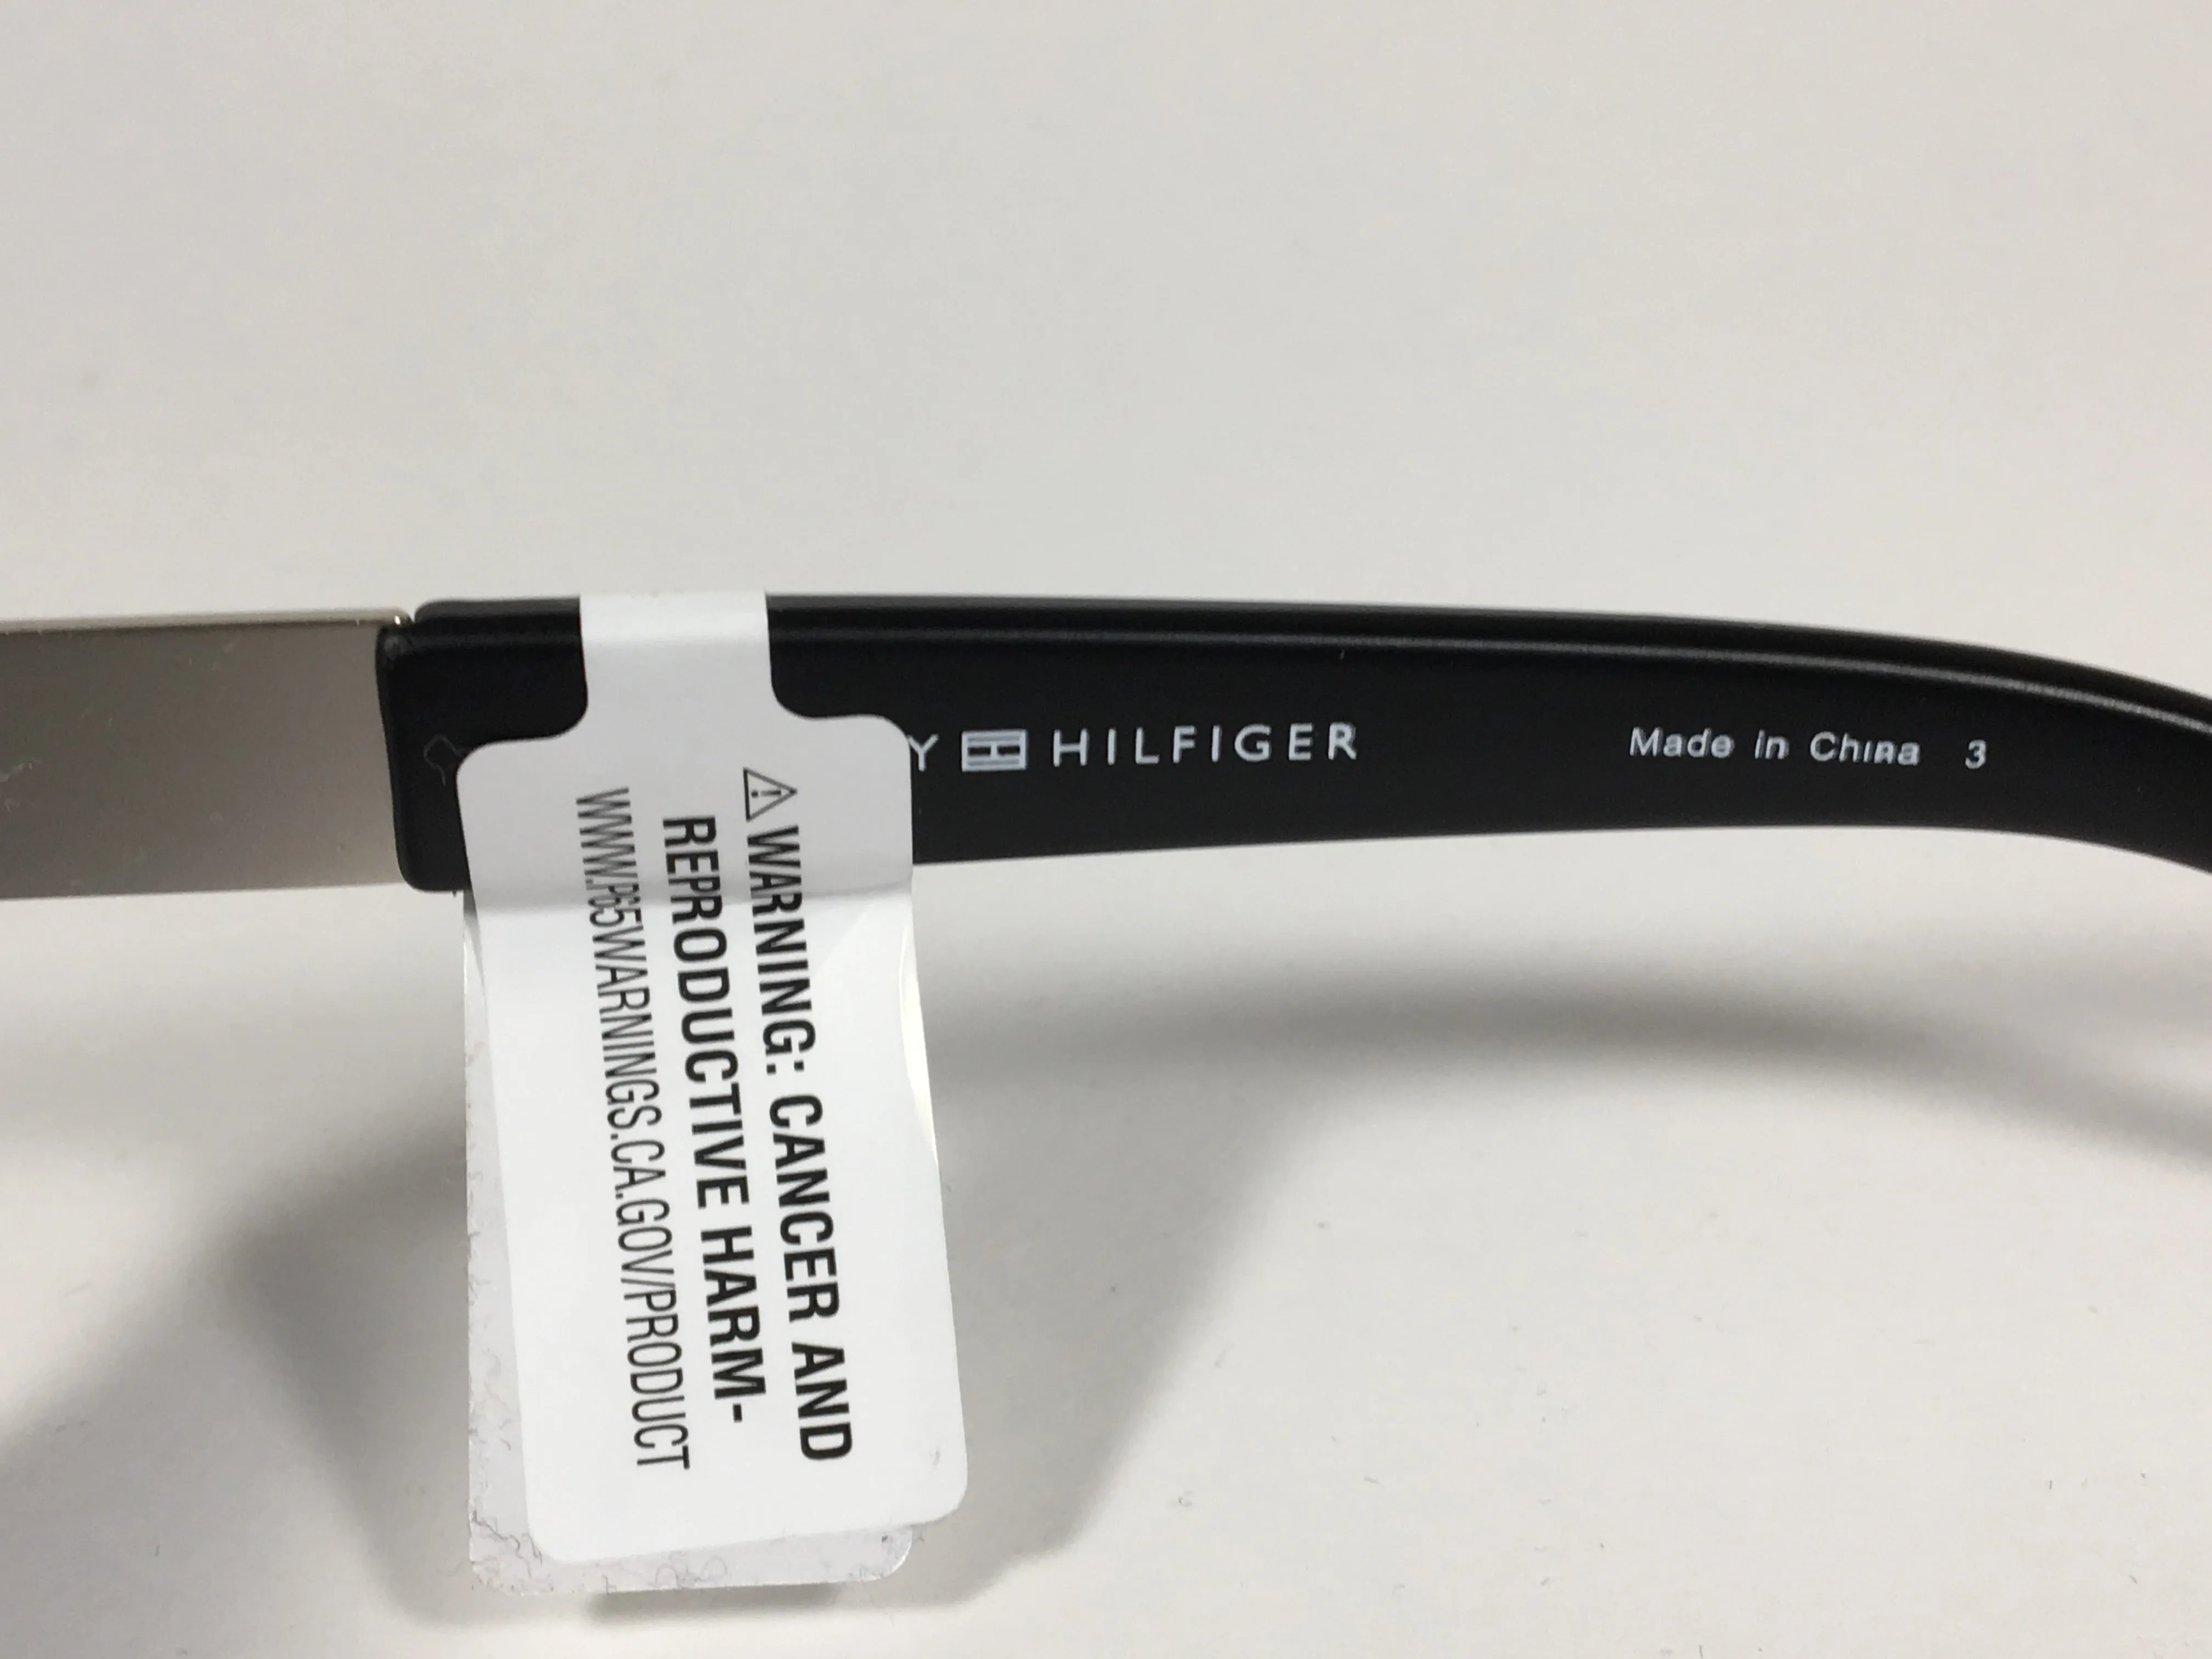 Y HILFIGER
Made in China 3
⚠ WARNING: CANCER AND
REPRODUCTIVE HARM-
WWW.P65WARNINGS.CA.GOV/PRODUCT